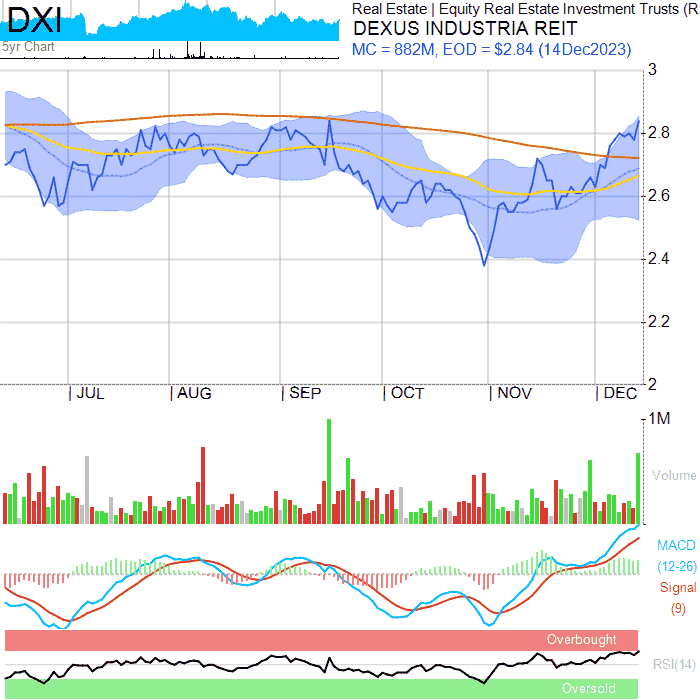 DXI
5yr Chart
Real Estate | Equity Real Estate Investment Trusts (R
DEXUS INDUSTRIA REIT
MC = 882M, EOD = $2.84 (14Dec2023)
3
2.8
2.6
2.4
2.2
2
| JUL | AUG | SEP | OCT | NOV | DEC
1M
Volume
MACD
(12-26)
Signal
(9)
Overbought
RSI(14)
Oversold